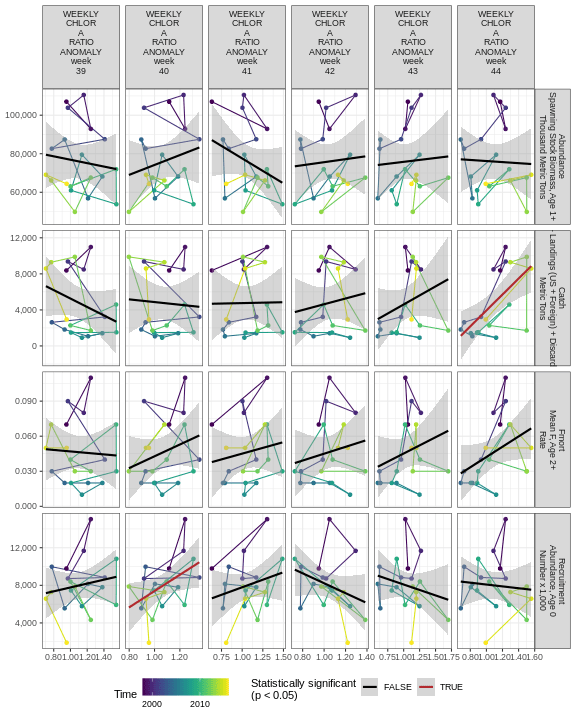 WEEKLY
CHLOR
A
RATIO
ANOMALY
week
39
WEEKLY
CHLOR
A
RATIO
ANOMALY
week
40
WEEKLY
CHLOR
A
RATIO
ANOMALY
week
41
WEEKLY
CHLOR
A
RATIO
ANOMALY
week
42
WEEKLY
CHLOR
A
RATIO
ANOMALY
week
43
WEEKLY
CHLOR
A
RATIO
ANOMALY
week
44
100,000
80,000
60,000
Abundance
Spawning Stock Biomass, Age 1+
Thousand Metric Tons
12,000
8,000
4,000
0
Catch
Landings (US + Foreign) + Discard
Metric Tons
0.090
0.060
0.030
0.000
Fmort
Mean F, Age 2+
Rate
12,000
8,000
4,000
Recruitment
Abundance, Age 0
Number x 1,000
0.80 1.00 1.20 1.40
0.80 1.00 1.20
0.75 1.00 1.25 1.50
0.80 1.00 1.20 1.40
0.75 1.00 1.25 1.50 1.75
0.80 1.00 1.20 1.40 1.60
Time
2000 2010
Statistically significant
(p < 0.05)
FALSE
TRUE